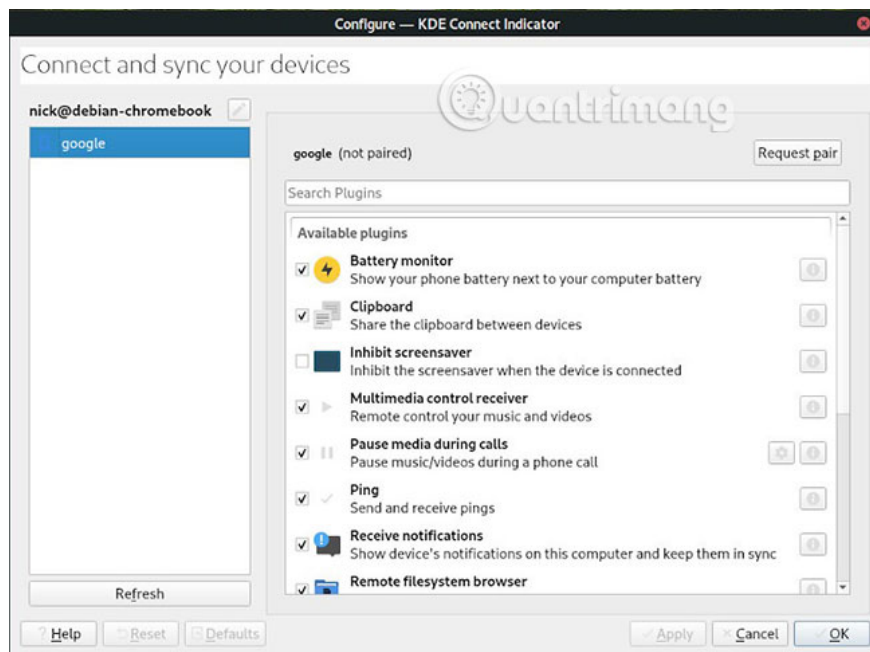 Configure — KDE Connect Indicator
Connect and sync your devices
Quantrimang
nick@debian-chromebook
google
google (not paired)
Request pair
Search Plugins
Available plugins
Battery monitor
Show your phone battery next to your computer battery
Clipboard
Share the clipboard between devices
Inhibit screensaver
Inhibit the screensaver when the device is connected
Multimedia control receiver
Remote control your music and videos
Pause media during calls
Pause music/videos during a phone call
Ping
Send and receive pings
Receive notifications
Show device's notifications on this computer and keep them in sync
Remote filesystem browser
Refresh
Help
Reset
Defaults
Apply
Cancel
OK